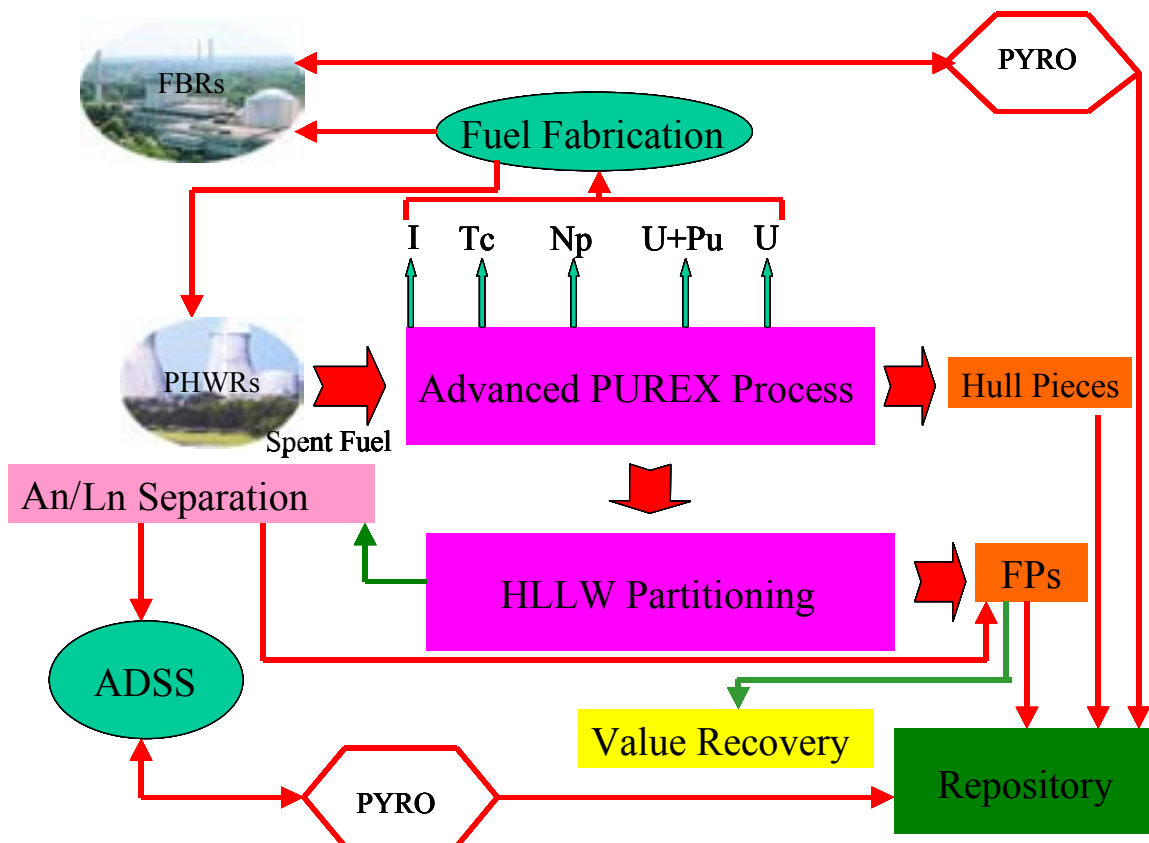 PYRO
FBRs
Fuel Fabrication
I Tc Np U+Pu U
PHWRs
Advanced PUREX Process
Hull Pieces
Spent Fuel
An/Ln Separation
HLLW Partitioning
FPs
ADSS
Value Recovery
Repository
PYRO